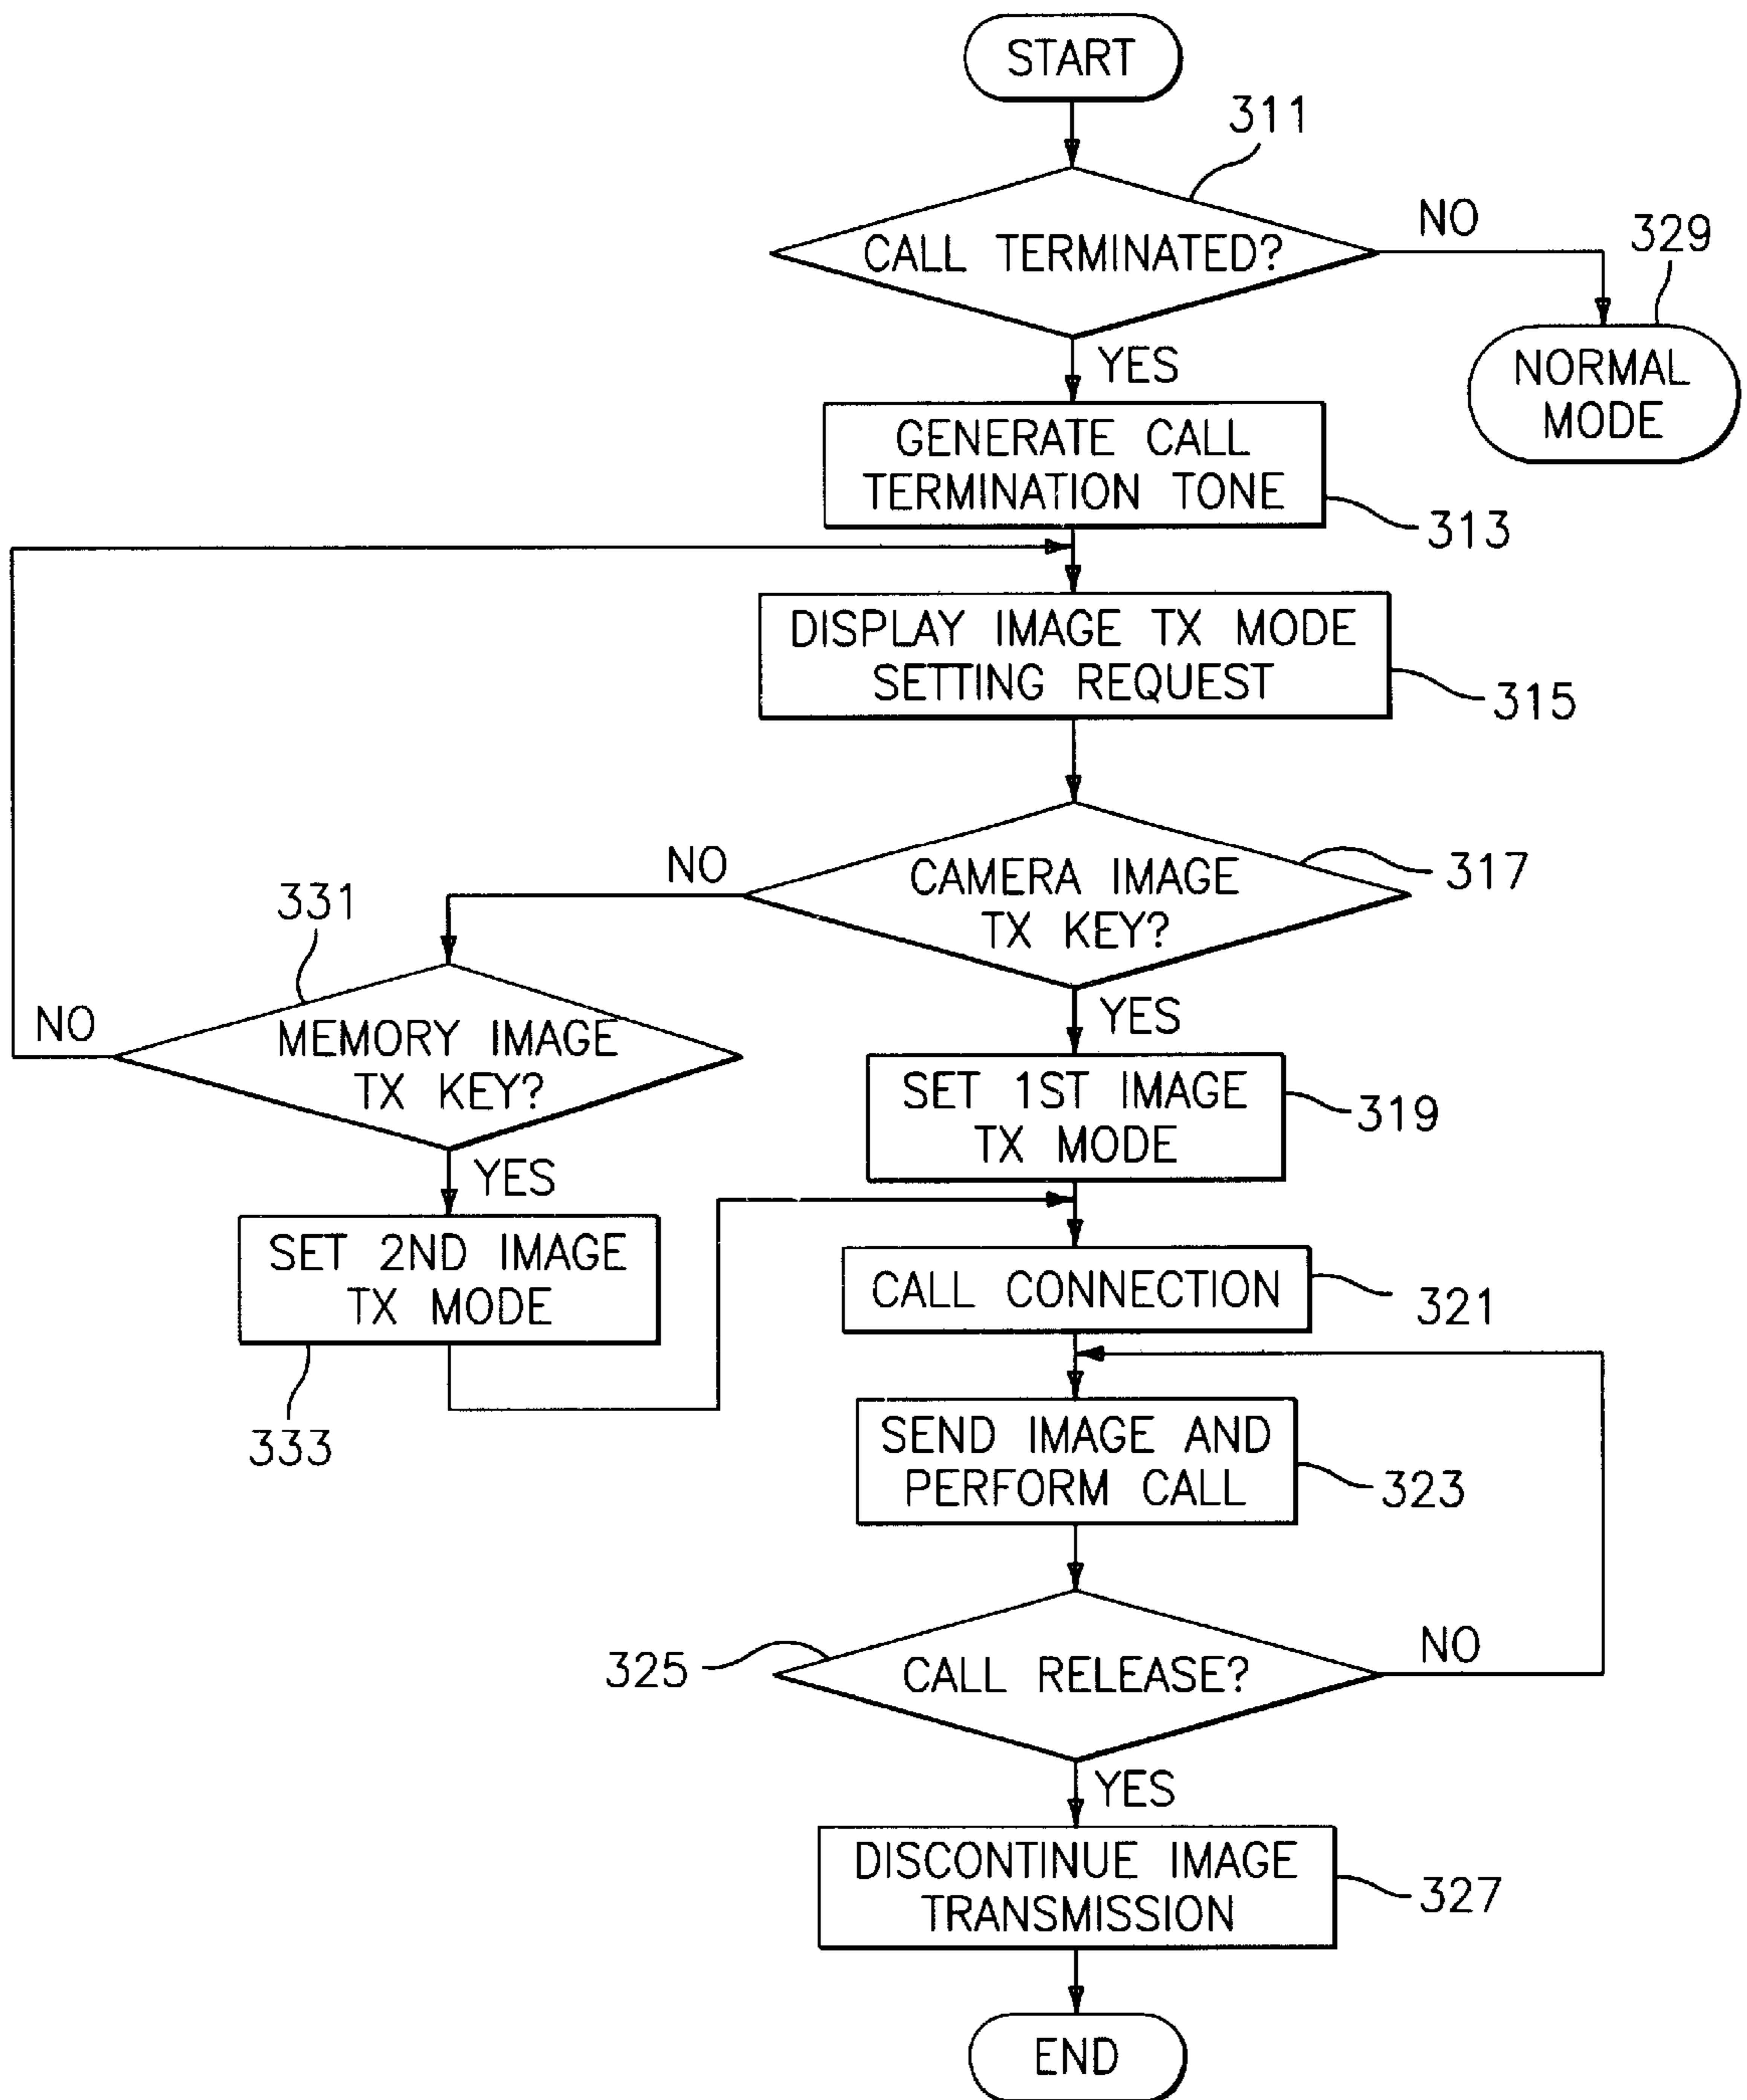 START
311
CALL TERMINATED?
NO
329
NORMAL
MODE
YES
GENERATE CALL
TERMINATION TONE
313
DISPLAY IMAGE TX MODE
SETTING REQUEST
315
CAMERA IMAGE
TX KEY?
317
NO
331
MEMORY IMAGE
TX KEY?
NO
YES
SET 1ST IMAGE
TX MODE
319
YES
SET 2ND IMAGE
TX MODE
333
CALL CONNECTION
321
SEND IMAGE AND
PERFORM CALL
323
325
CALL RELEASE?
NO
YES
DISCONTINUE IMAGE
TRANSMISSION
327
END